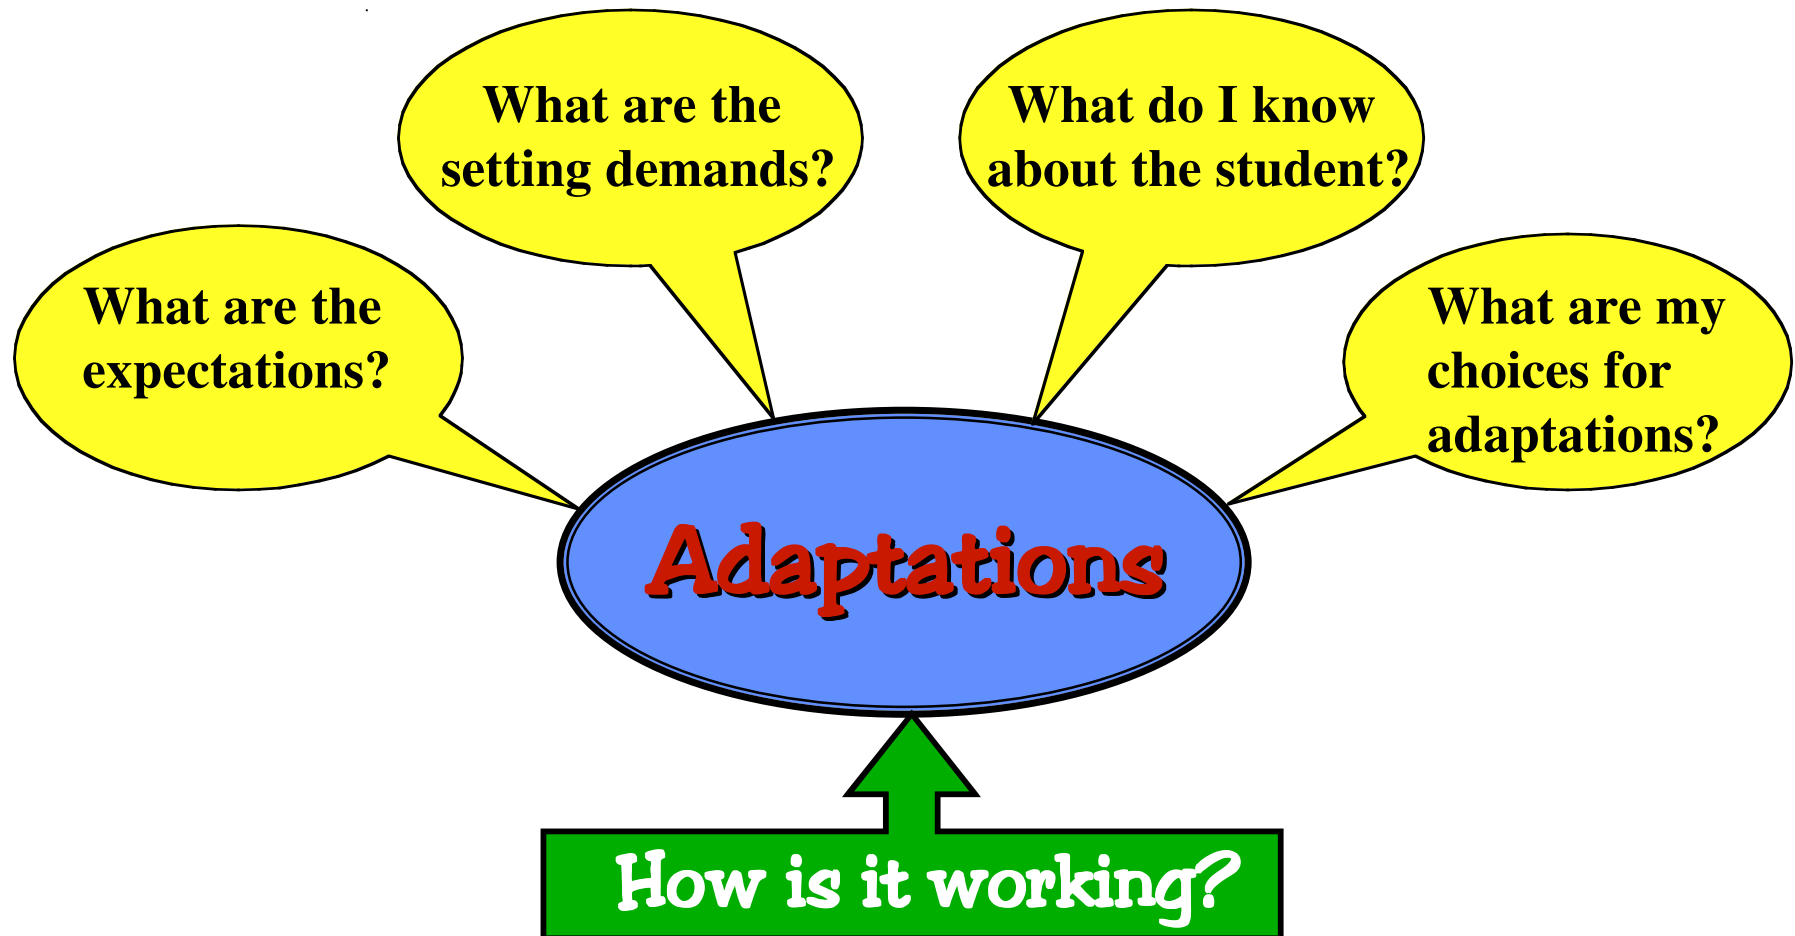 What are the
setting demands?
What do I know
about the student?
What are the
expectations?
What are my
choices for
adaptations?
Adaptations
How is it working?